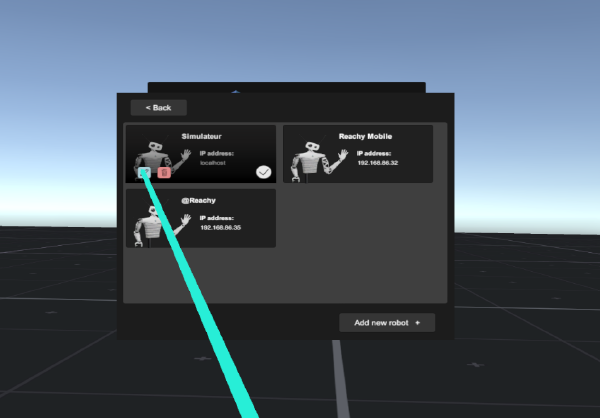 < Back
Simulateur
IP address:
localhost
Reachy Mobile
IP address:
192.168.86.32
@Reachy
IP address:
192.168.86.35
Add new robot +